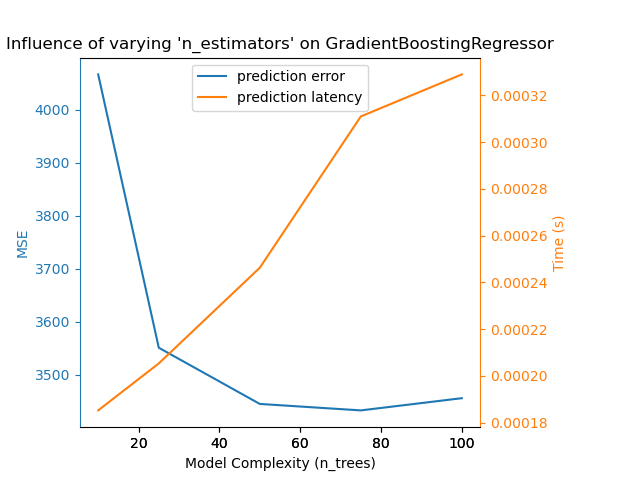 Influence of varying 'n_estimators' on GradientBoostingRegressor
prediction error
prediction latency
4000
3900
3800
3700
3600
3500
MSE
0.00032
0.00030
0.00028
0.00026
0.00024
0.00022
0.00020
0.00018
Time (s)
20 40 60 80 100
Model Complexity (n_trees)